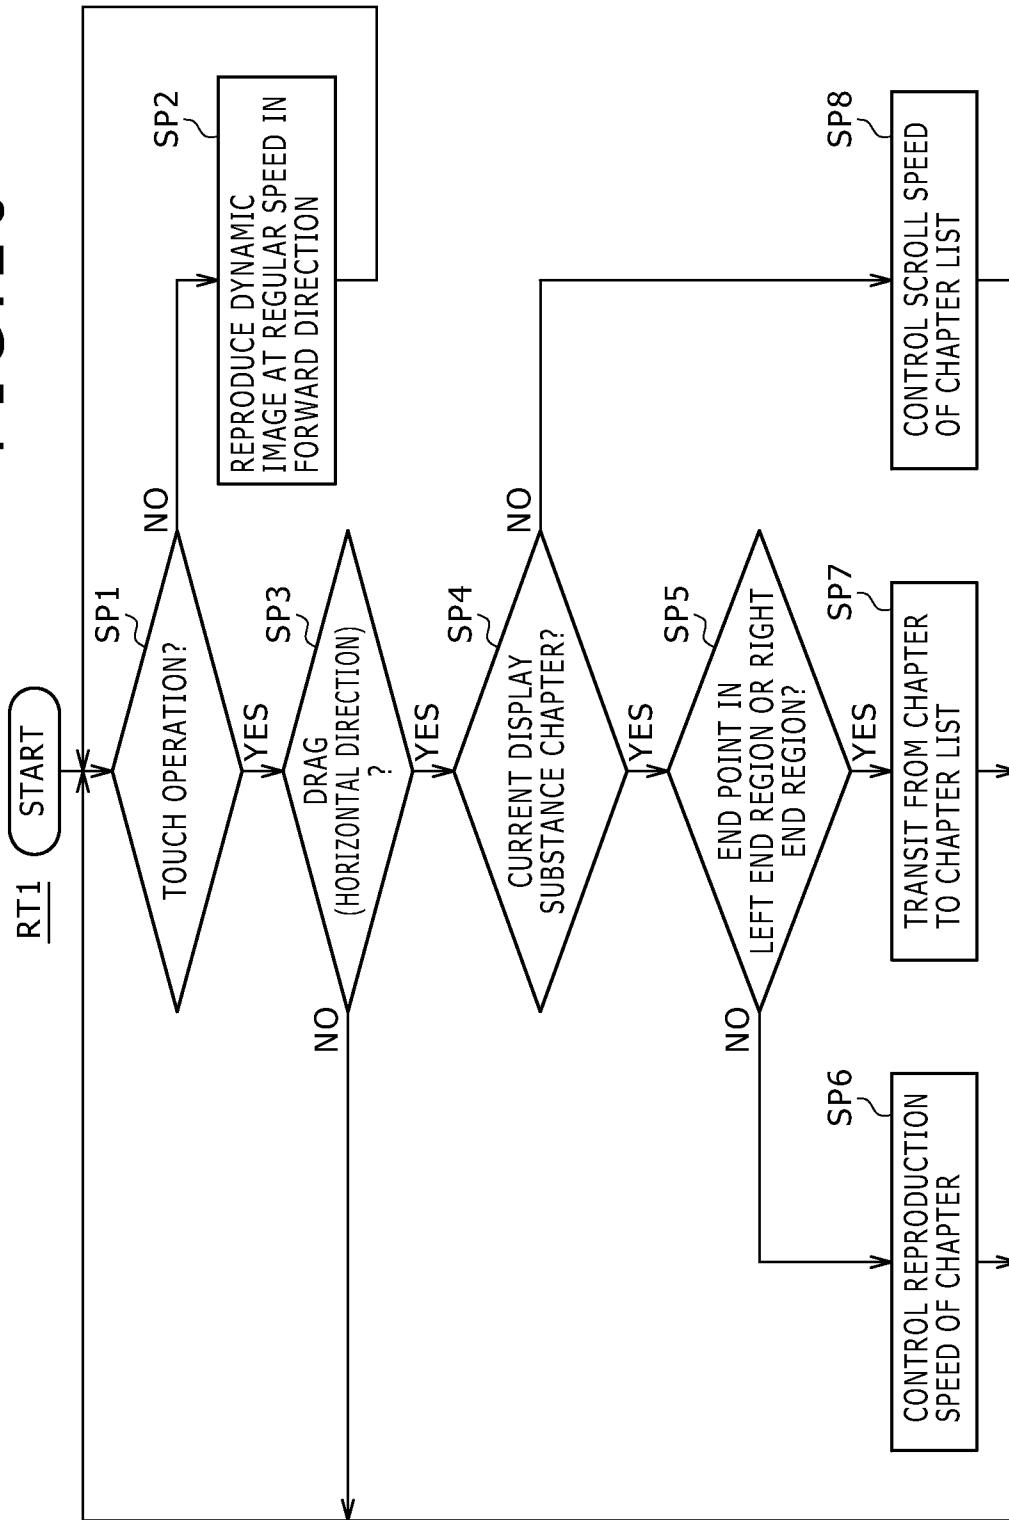 RT1
START
SP1
TOUCH OPERATION?
NO
YES
SP2
REPRODUCE DYNAMIC
IMAGE AT REGULAR SPEED IN
FORWARD DIRECTION
SP3
DRAG
(HORIZONTAL DIRECTION)
?
NO
YES
SP4
CURRENT DISPLAY
SUBSTANCE CHAPTER?
NO
YES
SP5
END POINT IN
LEFT END REGION OR RIGHT
END REGION?
NO
YES
SP6
CONTROL REPRODUCTION
SPEED OF CHAPTER
SP7
TRANSIT FROM CHAPTER
TO CHAPTER LIST
SP8
CONTROL SCROLL SPEED
OF CHAPTER LIST